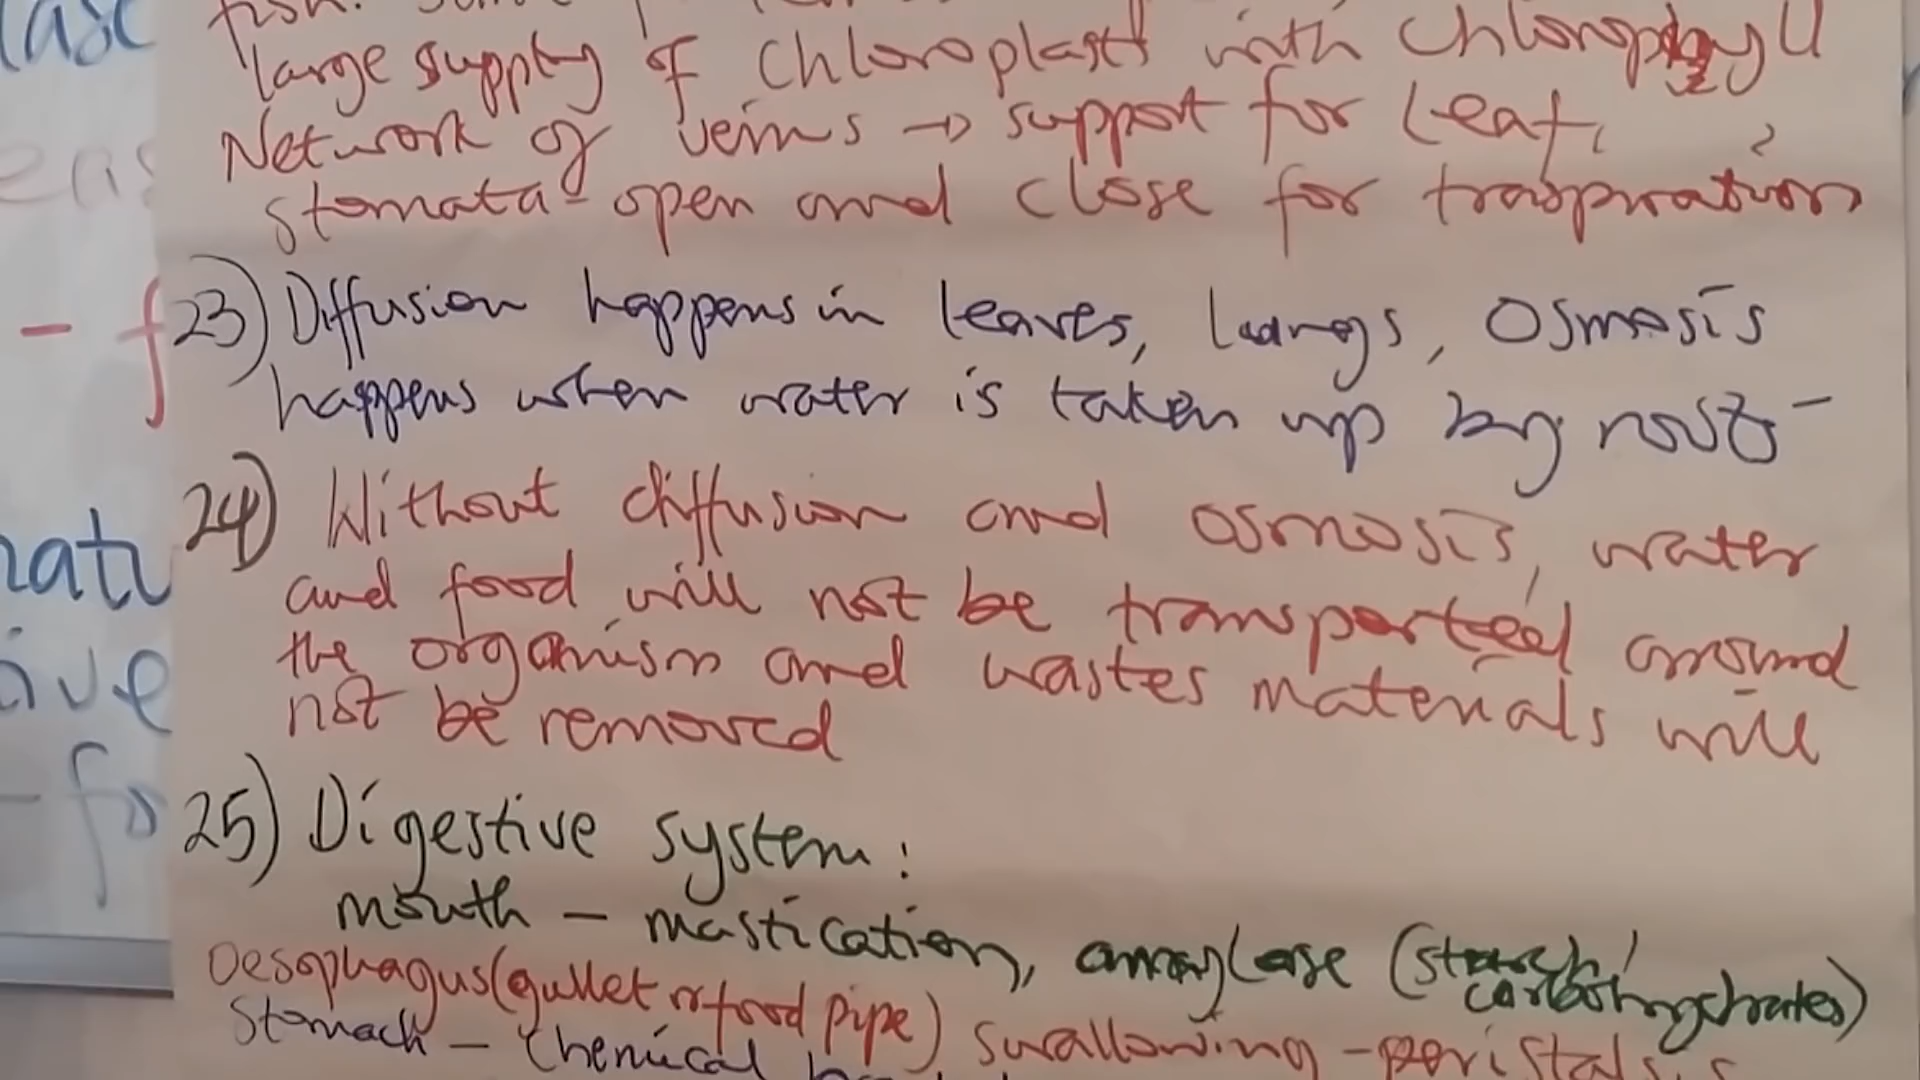 large supply of chloroplasts with chlorophyll
Network of veins → support for leaf,
stomata - open and close for traspiration
23) Diffusion happens in leaves, lungs, osmosis
happens when water is taken up by roots -
24) Without diffusion and osmosis, water
and food will not be transported around
the organism and wastes materials will
not be removed
25) Digestive system:
mouth - mastication, amaylase (starch/
carbohydrates)
Oesophagus (gullet or food pipe) swallowing - peristalsis
Stomach - Chemical